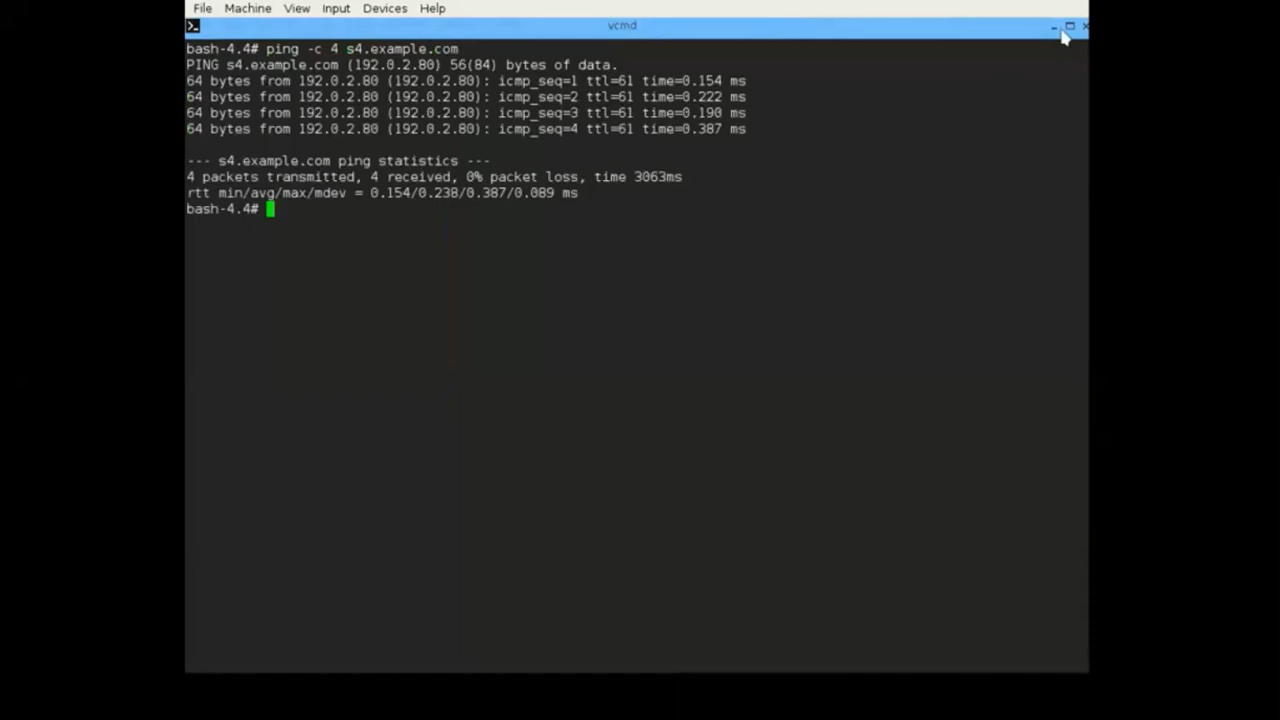 File Machine View Input Devices Help
vcmd
bash-4.4# ping -c 4 s4.example.com
PING s4.example.com (192.0.2.80) 56(84) bytes of data.
64 bytes from 192.0.2.80 (192.0.2.80): icmp_seq=1 ttl=61 time=0.154 ms
64 bytes from 192.0.2.80 (192.0.2.80): icmp_seq=2 ttl=61 time=0.222 ms
64 bytes from 192.0.2.80 (192.0.2.80): icmp_seq=3 ttl=61 time=0.190 ms
64 bytes from 192.0.2.80 (192.0.2.80): icmp_seq=4 ttl=61 time=0.387 ms
--- s4.example.com ping statistics ---
4 packets transmitted, 4 received, 0% packet loss, time 3063ms
rtt min/avg/max/mdev = 0.154/0.238/0.387/0.089 ms
bash-4.4#